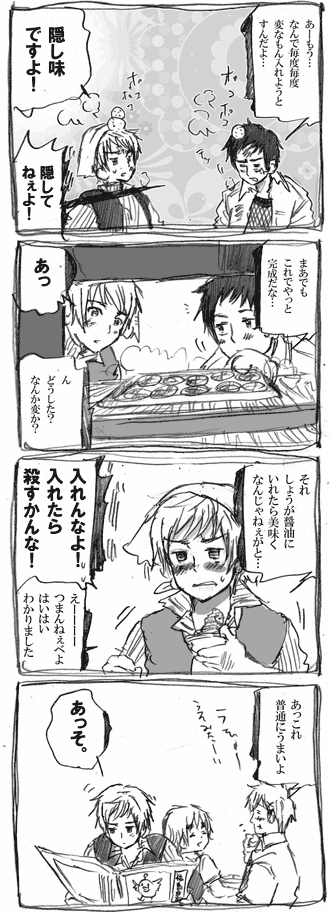 あーもう…
なんで毎度毎度
変なもん入れようと
すんだよ…
隠し味
ですよ！
隠して
ねぇよ！
まあでも
これでやっと
完成だな…
あっ
ん
どうした？
なんか変か？
それ
しょうが醤油に
いれたら美味く
なんじゃねぇがと…
入れんなよ！
入れたら
殺すかんな！
えーーーー
つまんねぇべよ
はいはい
わかりました
あっこれ
普通にうまいよ
あっそ。